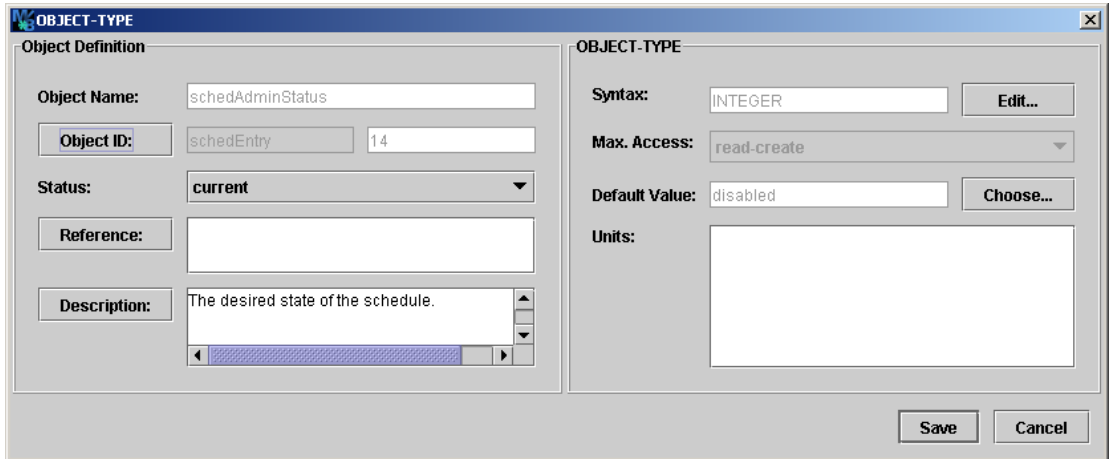 OBJECT-TYPE
Object Definition
Object Name:
schedAdminStatus
Object ID:
schedEntry
14
Status:
current
Reference:
Description:
The desired state of the schedule.
OBJECT-TYPE
Syntax:
INTEGER
Edit...
Max. Access:
read-create
Default Value:
disabled
Choose...
Units:
Save
Cancel